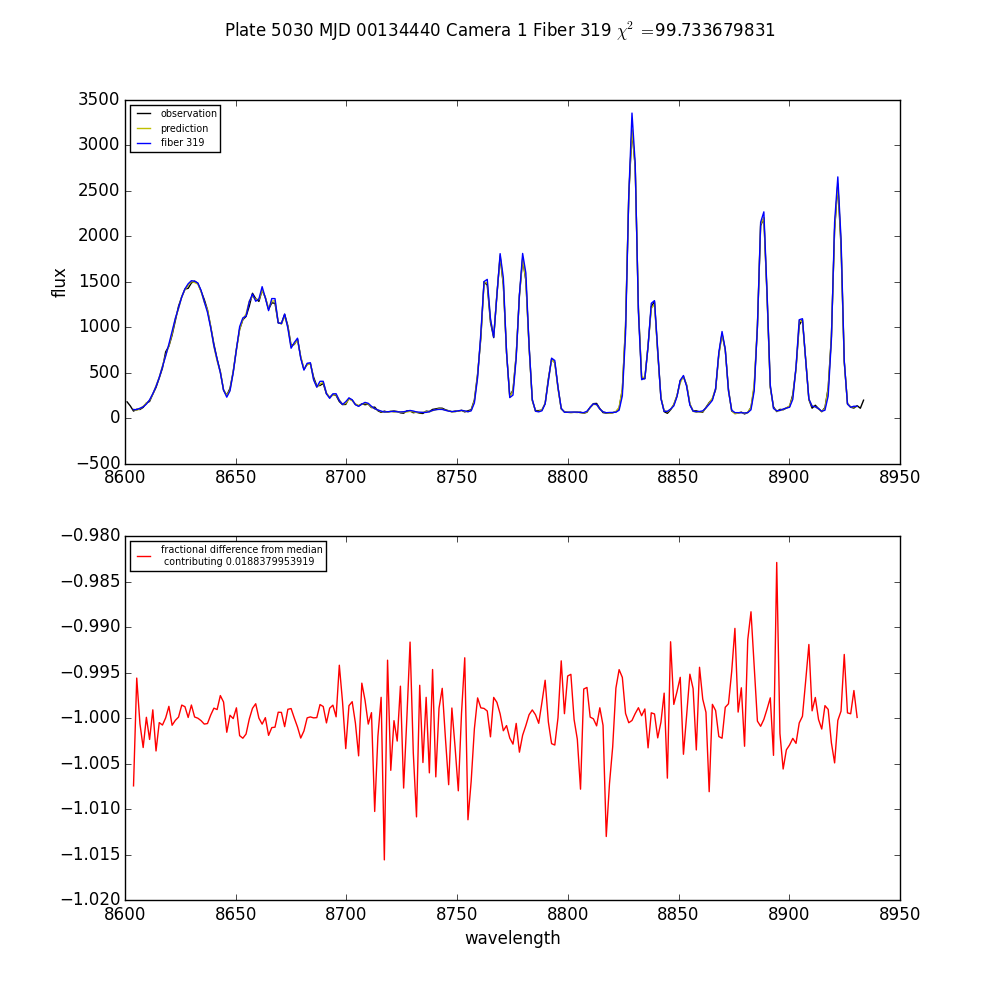 Plate 5030 MJD 00134440 Camera 1 Fiber 319 χ² =99.733679831
3500
3000
2500
2000
1500
1000
500
0
−500
flux
observation
prediction
fiber 319
8600 8650 8700 8750 8800 8850 8900 8950
−0.980
−0.985
−0.990
−0.995
−1.000
−1.005
−1.010
−1.015
−1.020
fractional difference from median
contributing 0.0188379953919
8600 8650 8700 8750 8800 8850 8900 8950
wavelength